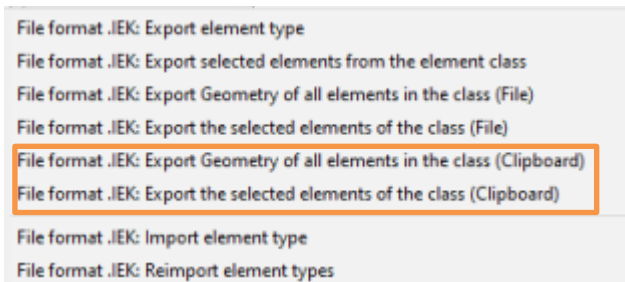 File format .IEK: Export element type
File format .IEK: Export selected elements from the element class
File format .IEK: Export Geometry of all elements in the class (File)
File format .IEK: Export the selected elements of the class (File)
File format .IEK: Export Geometry of all elements in the class (Clipboard)
File format .IEK: Export the selected elements of the class (Clipboard)
File format .IEK: Import element type
File format .IEK: Reimport element types